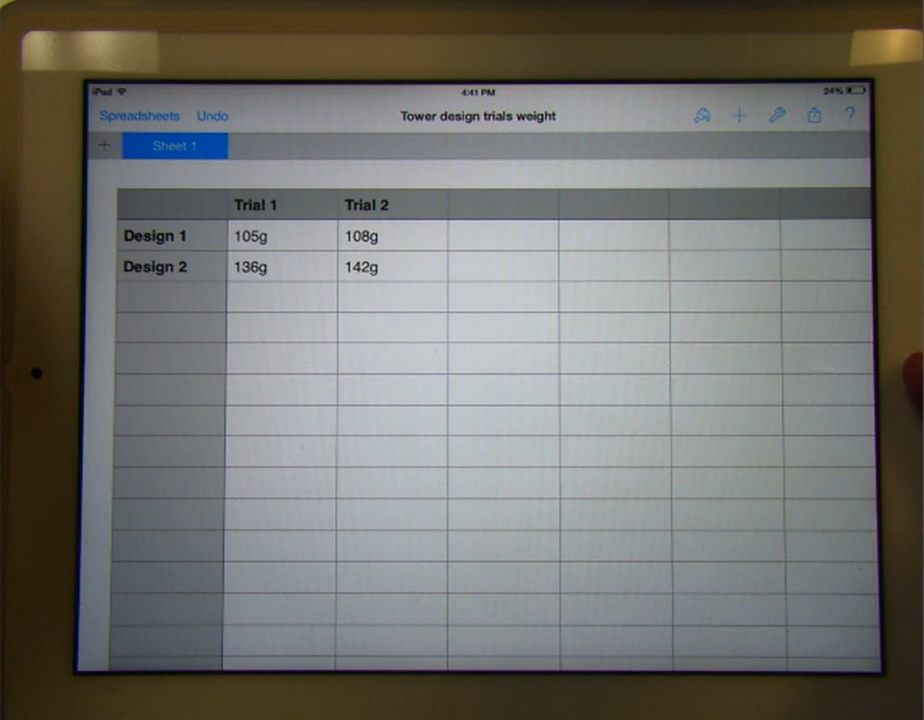 iPad 4:41 PM 24%
Spreadsheets Undo Tower design trials weight + ?
+ Sheet 1
Trial 1 Trial 2
Design 1 105g 108g
Design 2 136g 142g